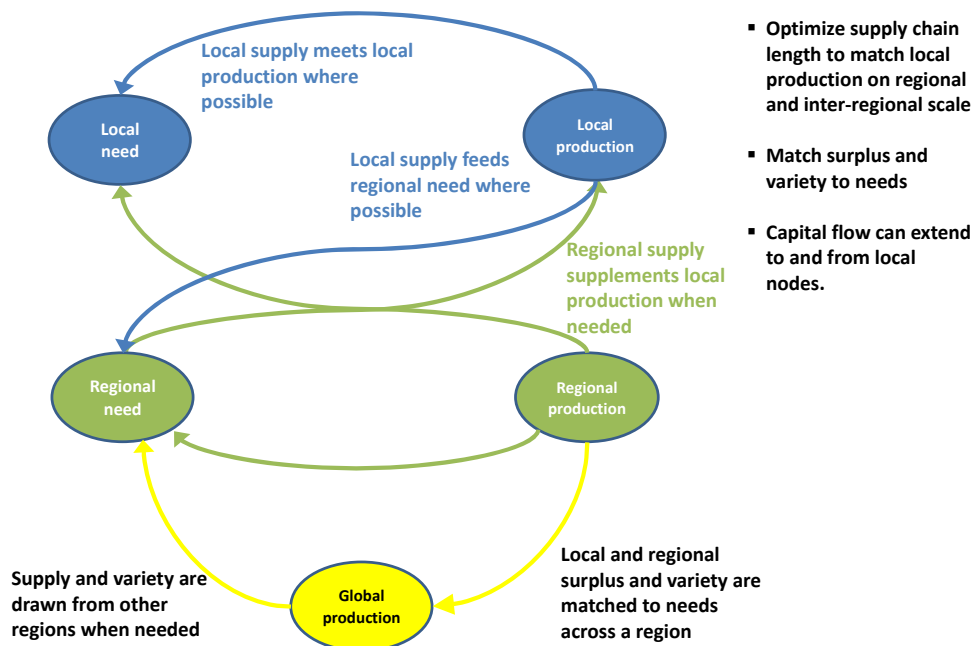 Local supply meets local
production where
possible
Local
need
Local
production
Local supply feeds
regional need where
possible
Regional supply
supplements local
production when
needed
Regional
need
Regional
production
Supply and variety are
drawn from other
regions when needed
Global
production
Local and regional
surplus and variety are
matched to needs
across a region
▪ Optimize supply chain
length to match local
production on regional
and inter-regional scale
▪ Match surplus and
variety to needs
▪ Capital flow can extend
to and from local
nodes.